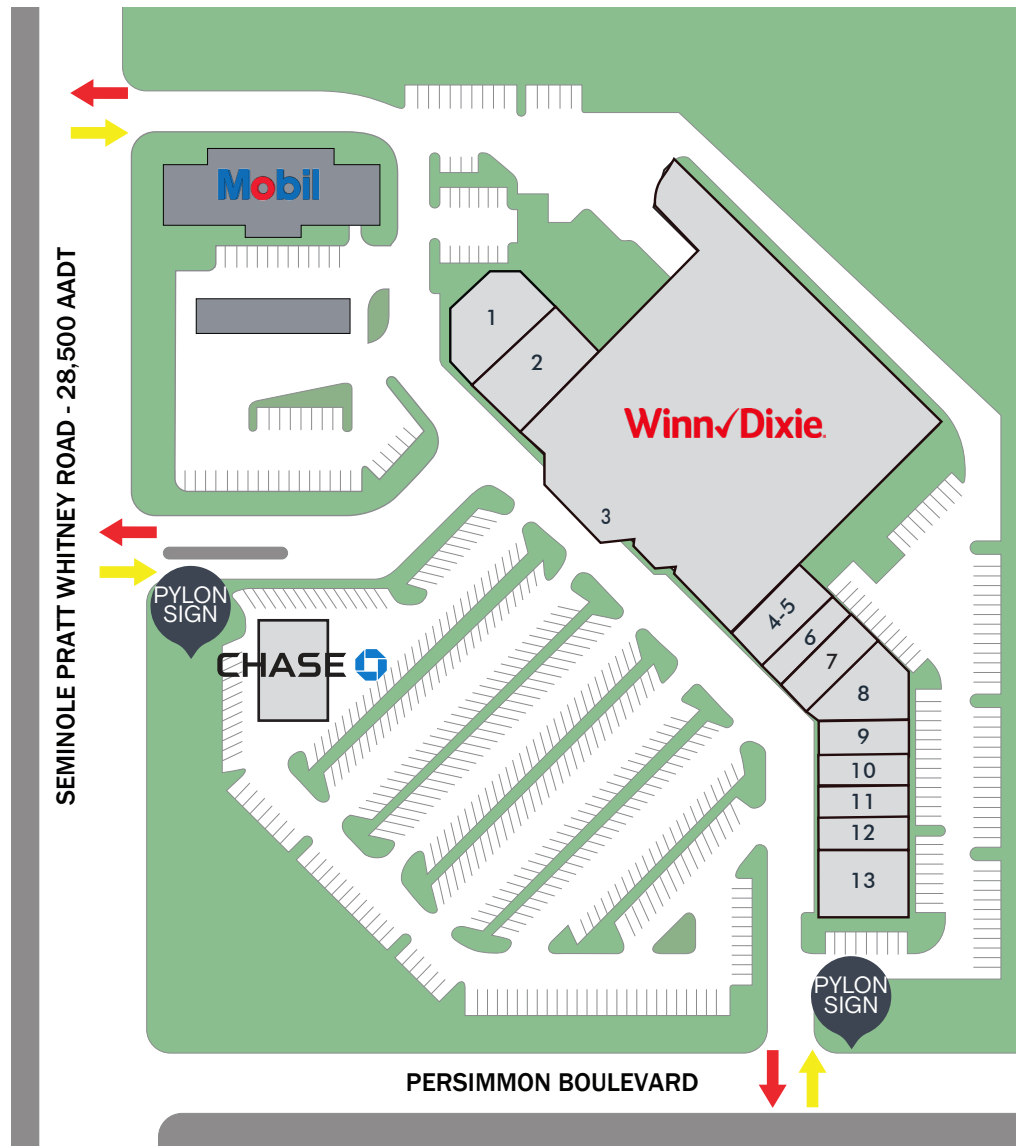 Mobil
SEMINOLE PRATT WHITNEY ROAD - 28,500 AADT
1
2
Winn✓Dixie.
3
PYLON
SIGN
4-5
6
CHASE
7
8
9
10
11
12
13
PYLON
SIGN
PERSIMMON BOULEVARD